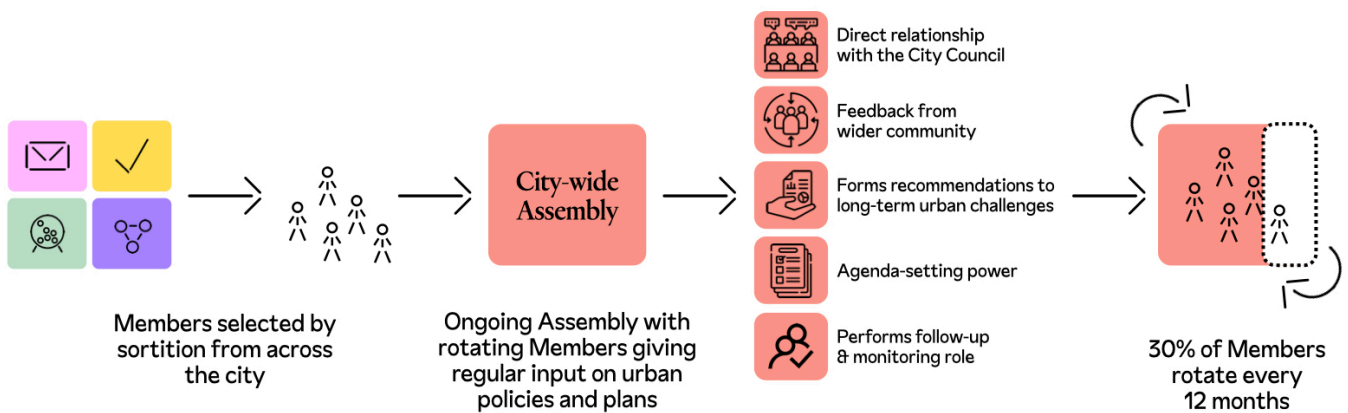 Members selected by
sortition from across
the city
City-wide
Assembly
Ongoing Assembly with
rotating Members giving
regular input on urban
policies and plans
Direct relationship
with the City Council
Feedback from
wider community
Forms recommendations to
long-term urban challenges
Agenda-setting power
Performs follow-up
& monitoring role
30% of Members
rotate every
12 months